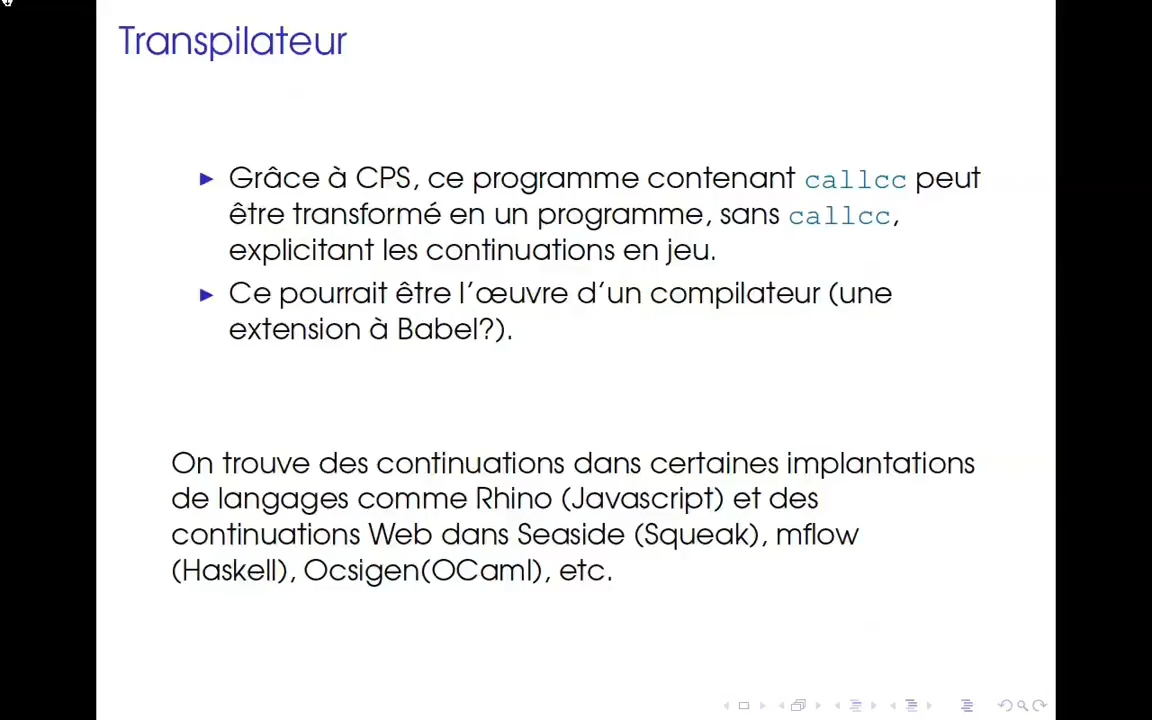 Transpilateur
▶ Grâce à CPS, ce programme contenant callcc peut
être transformé en un programme, sans callcc,
explicitant les continuations en jeu.
▶ Ce pourrait être l'œuvre d'un compilateur (une
extension à Babel?).
On trouve des continuations dans certaines implantations
de langages comme Rhino (Javascript) et des
continuations Web dans Seaside (Squeak), mflow
(Haskell), Ocsigen(OCaml), etc.